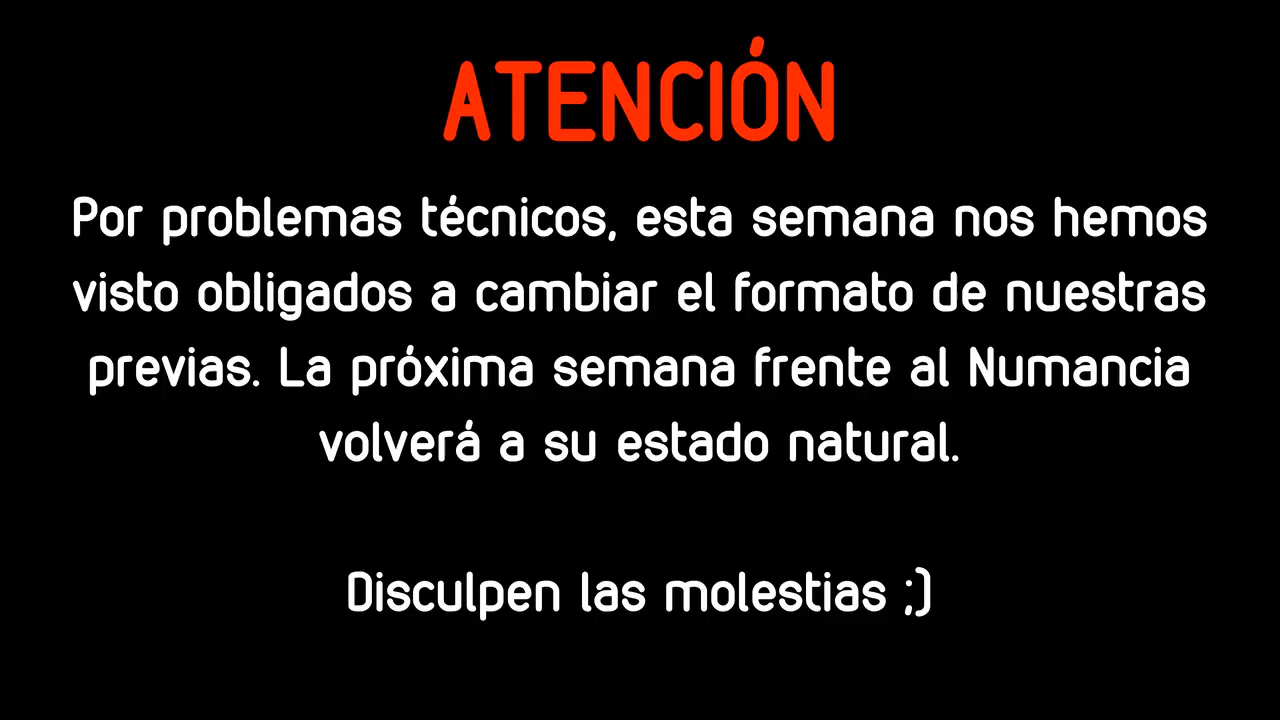 ATENCIÓN
Por problemas técnicos, esta semana nos hemos
visto obligados a cambiar el formato de nuestras
previas. La próxima semana frente al Numancia
volverá a su estado natural.
Disculpen las molestias ;)